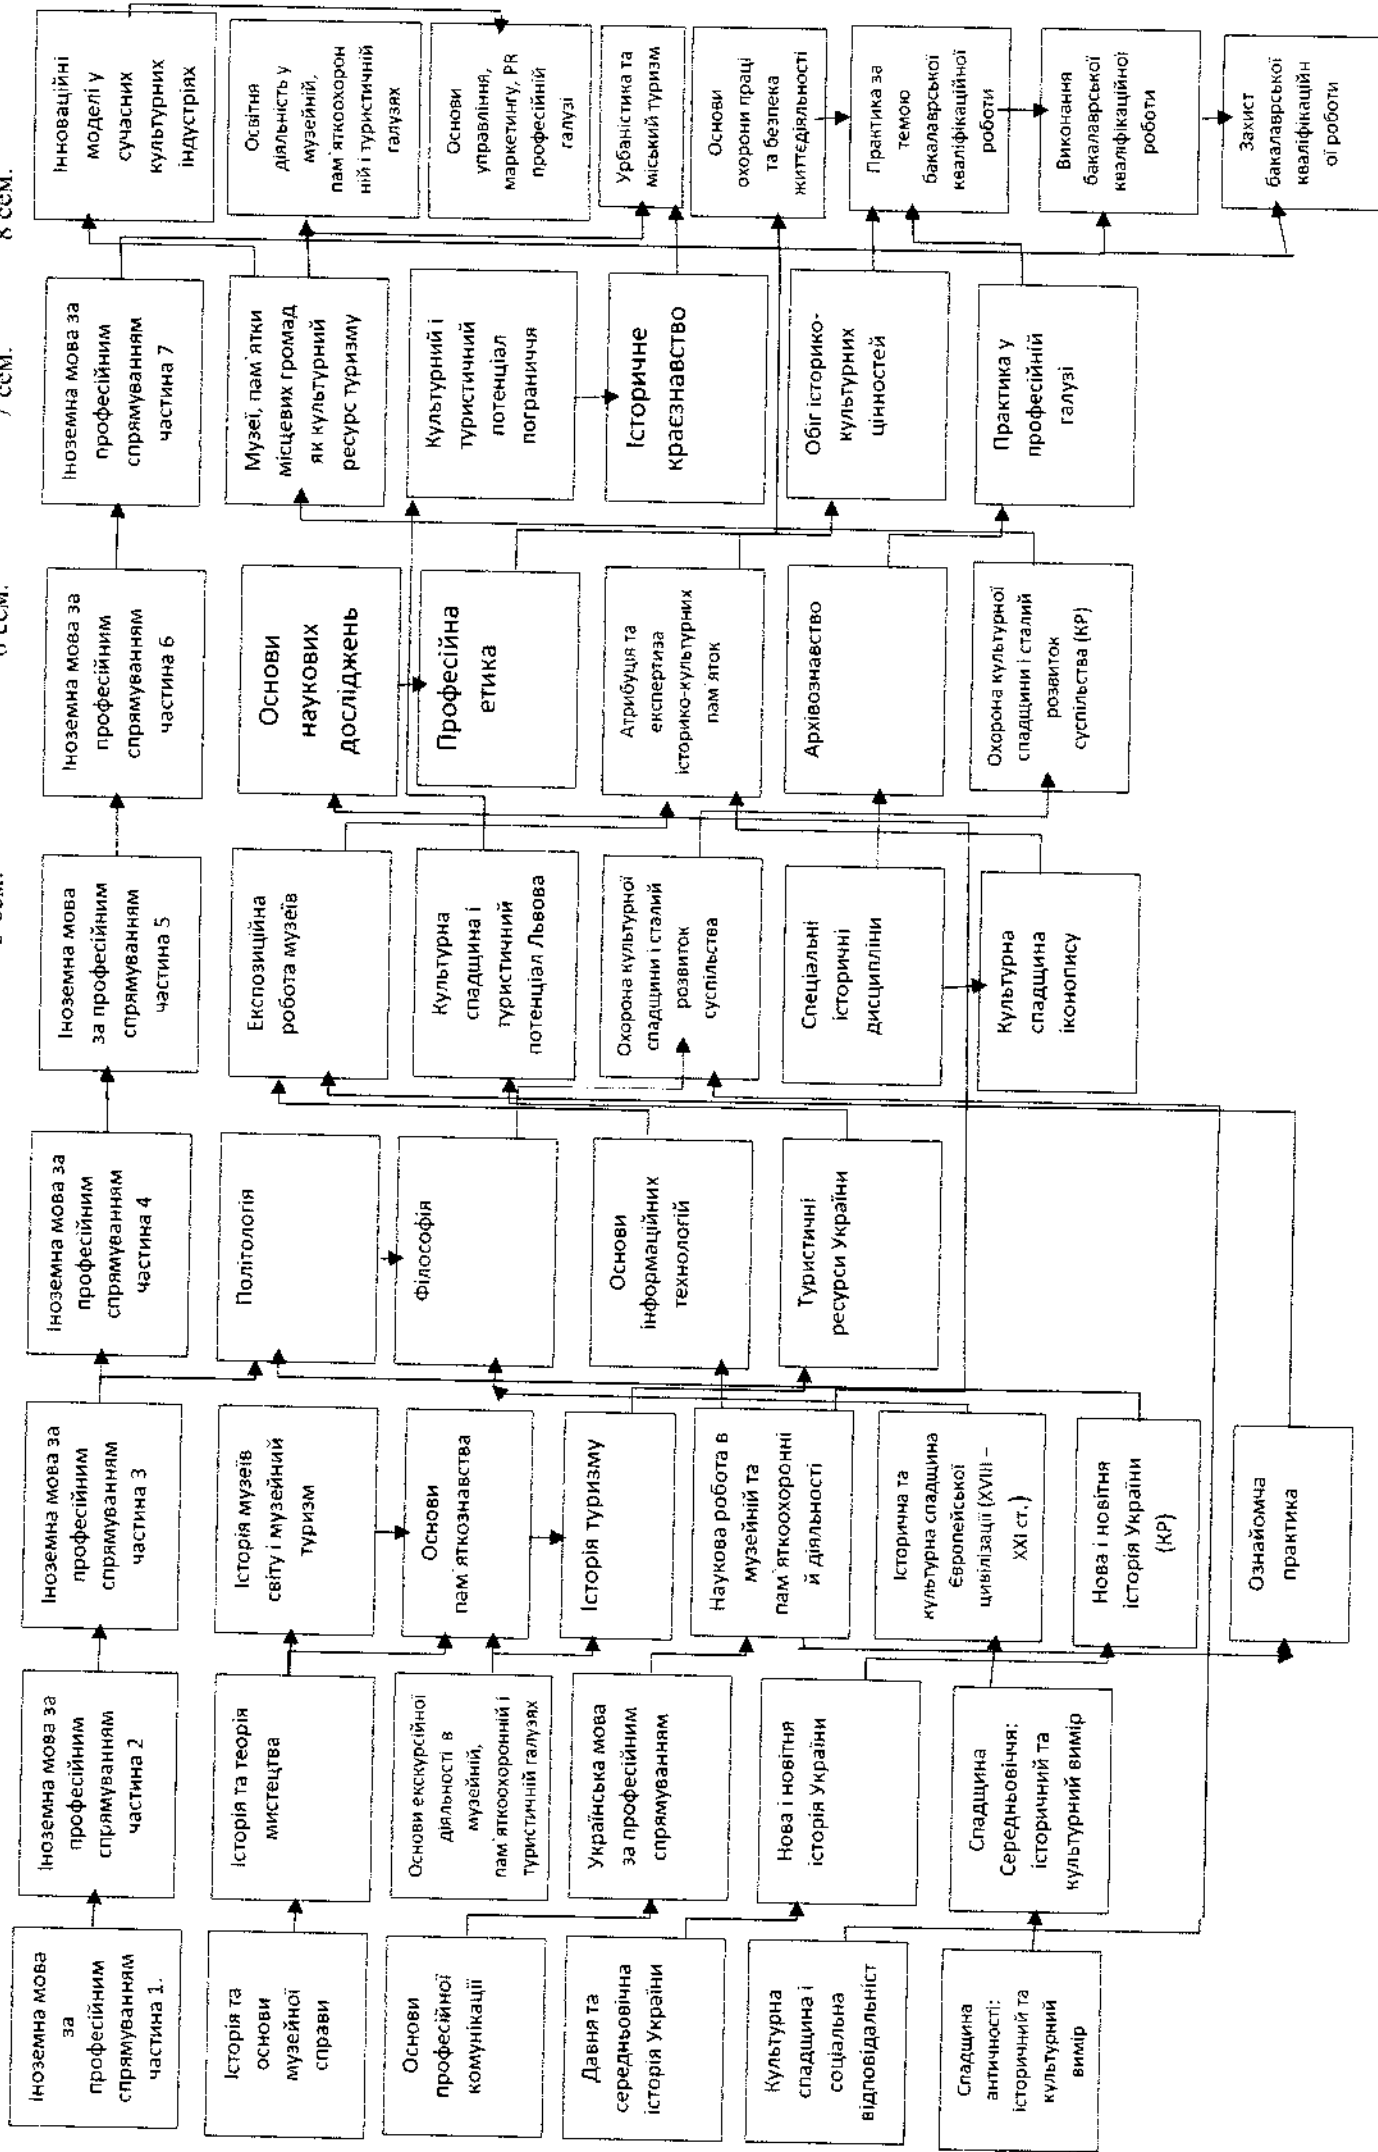 8 сем.
7 сем.
6 сем.
Іноземна мова
за
професійним
спрямуванням
частина 1.
Історія та
основи
музейної
справи
Основи
професійної
комунікації
Давня та
середньовічна
історія України
Культурна
спадщина і
соціальна
відповідальніст
Спадщина
античності:
історичний та
культурний
вимір
Іноземна мова за
професійним
спрямуванням
частина 2
Історія та теорія
мистецтва
Основи екскурсійної
діяльності в
музейній,
пам`яткоохоронній і
туристичній галузях
Українська мова
за професійним
спрямуванням
Нова і новітня
історія України
Спадщина
Середньовіччя:
історичний та
культурний вимір
Іноземна мова за
професійним
спрямуванням
частина 3
Історія музеїв
світу і музейний
туризм
Основи
пам`яткознавства
Історія туризму
Наукова робота в
музейній та
пам`яткоохоронні
й діяльності
Історична та
культурна спадщина
Європейської
цивілізації (XVIII –
XXI ст.)
Нова і новітня
історія України
(КР)
Ознайомча
практика
Іноземна мова за
професійним
спрямуванням
частина 4
Політологія
Філософія
Основи
інформаційних
технологій
Туристичні
ресурси України
Іноземна мова
за професійним
спрямуванням
частина 5
Експозиційна
робота музеїв
Культурна
спадщина і
туристичний
потенціал Львова
Охорона культурної
спадщини і сталий
розвиток
суспільства
Спеціальні
історичні
дисципліни
Культурна
спадщина
іконопису
Іноземна мова за
професійним
спрямуванням
частина 6
Основи
наукових
досліджень
Професійна
етика
Атрибуція та
експертиза
історико-культурних
пам`яток
Архівознавство
Охорона культурної
спадщини і сталий
розвиток
суспільства (КР)
Іноземна мова за
професійним
спрямуванням
частина 7
Музеї, пам`ятки
місцевих громад
як культурний
ресурс туризму
Культурний і
туристичний
потенціал
пограниччя
Історичне
краєзнавство
Обіг історико-
культурних
цінностей
Практика у
професійній
галузі
Інноваційні
моделі у
сучасних
культурних
індустріях
Освітня
діяльність у
музейній,
пам`яткоохорон
ній і туристичній
галузях
Основи
управління,
маркетингу, PR
професійній
галузі
Урбаністика та
міський туризм
Основи
охорони праці
та безпека
життєдіяльності
Практика за
темою
бакалаврської
кваліфікаційної
роботи
Виконання
бакалаврської
кваліфікаційної
роботи
Захист
бакалаврської
кваліфікаційн
ої роботи